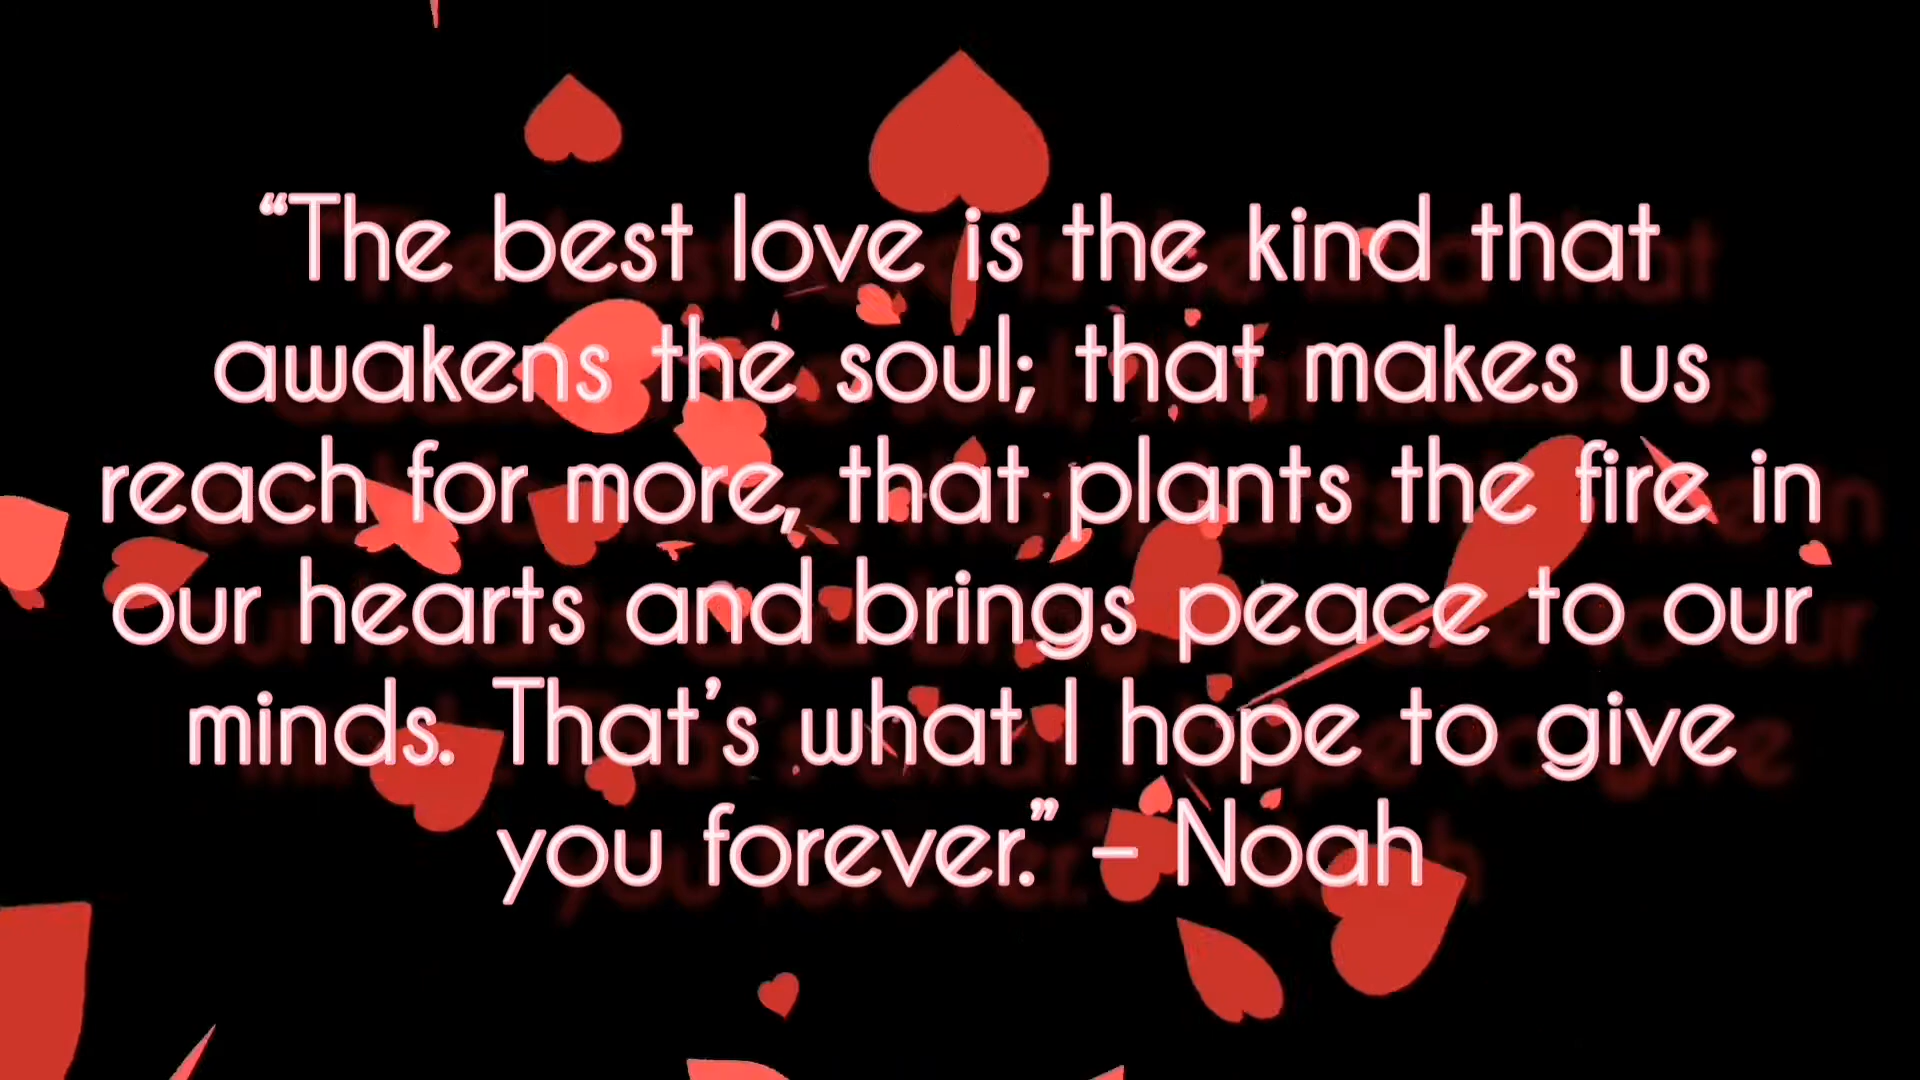 “The best love is the kind that
awakens the soul; that makes us
reach for more, that plants the fire in
our hearts and brings peace to our
minds. That’s what I hope to give
you forever.” – Noah